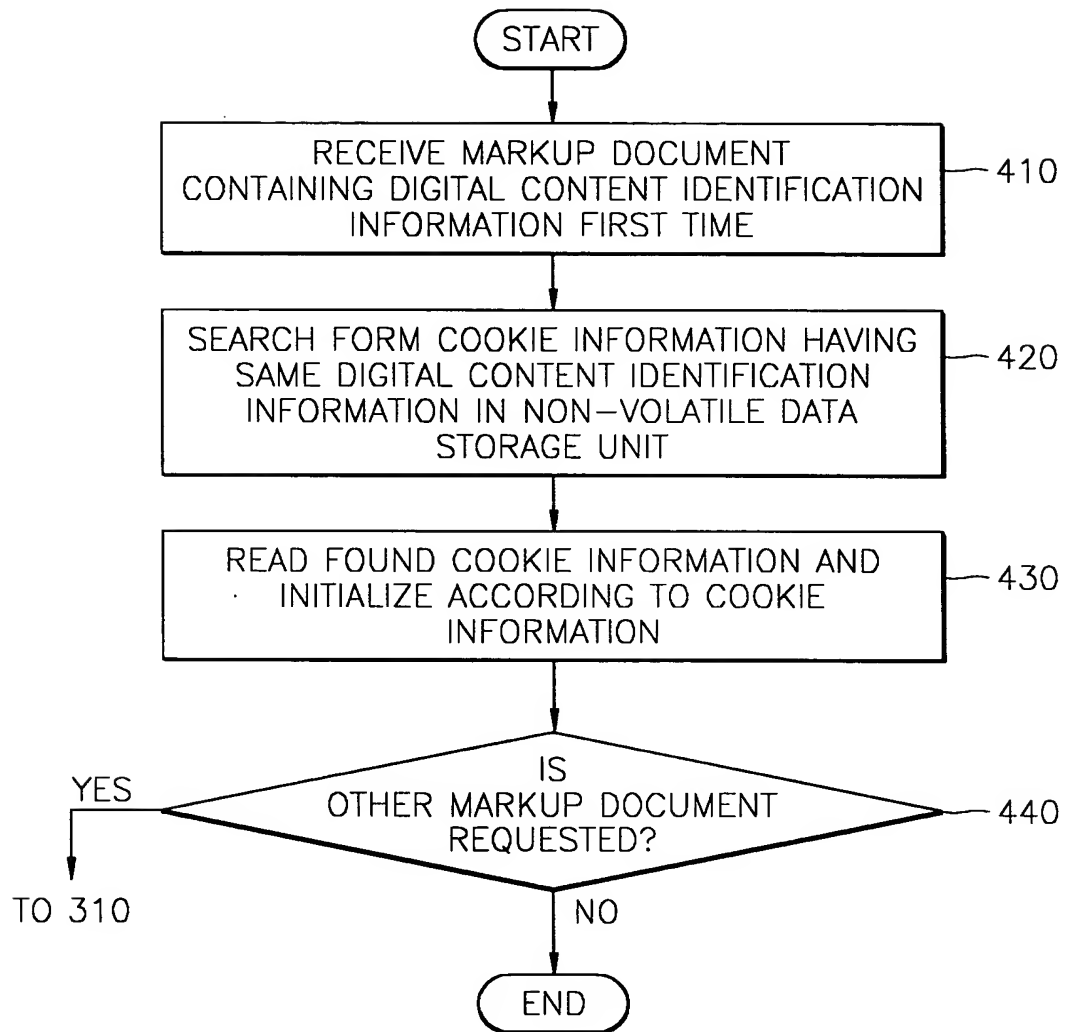 START
RECEIVE MARKUP DOCUMENT
CONTAINING DIGITAL CONTENT IDENTIFICATION
INFORMATION FIRST TIME
410
SEARCH FORM COOKIE INFORMATION HAVING
SAME DIGITAL CONTENT IDENTIFICATION
INFORMATION IN NON-VOLATILE DATA
STORAGE UNIT
420
READ FOUND COOKIE INFORMATION AND
INITIALIZE ACCORDING TO COOKIE
INFORMATION
430
IS
OTHER MARKUP DOCUMENT
REQUESTED?
440
YES
TO 310
NO
END